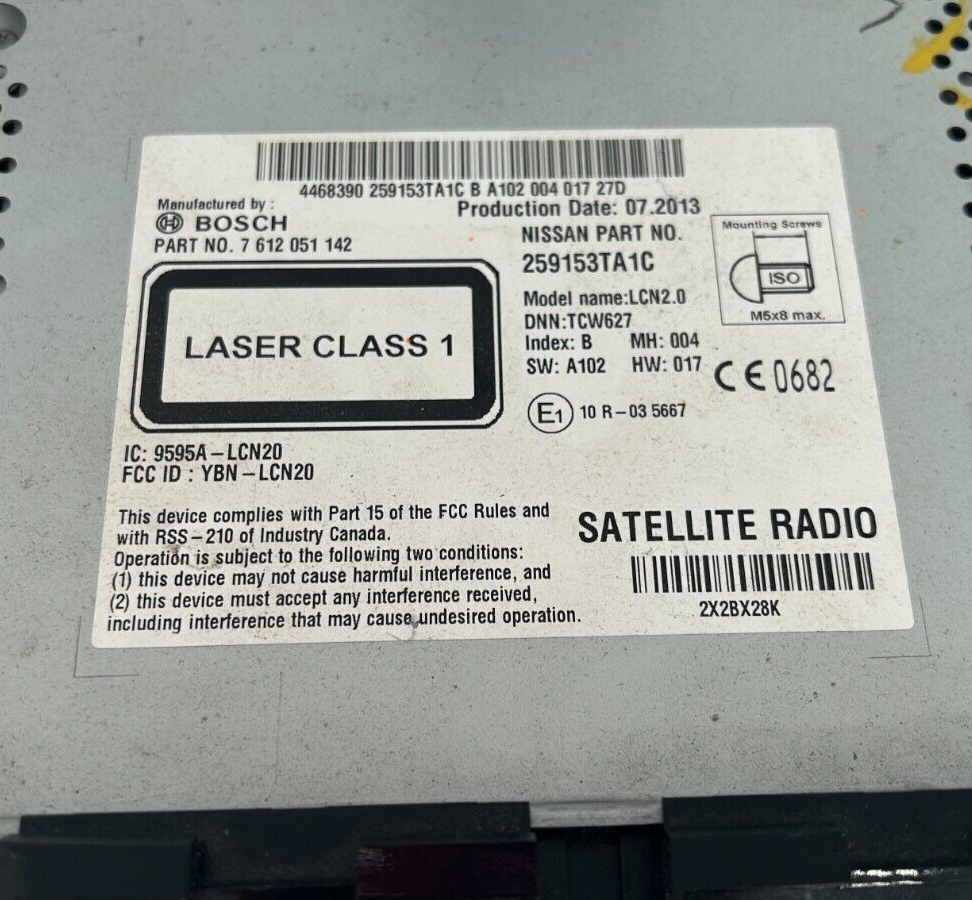 4468390 259153TA1C B A102 004 017 27D
Manufactured by :
BOSCH
PART NO. 7 612 051 142
Production Date: 07.2013
NISSAN PART NO.
259153TA1C
Model name:LCN2.0
DNN:TCW627
Index: B MH: 004
SW: A102 HW: 017
Mounting Screws
ISO
M5x8 max.
CE 0682
E1 10 R-03 5667
LASER CLASS 1
IC: 9595A-LCN20
FCC ID : YBN-LCN20
This device complies with Part 15 of the FCC Rules and
with RSS-210 of Industry Canada.
Operation is subject to the following two conditions:
(1) this device may not cause harmful interference, and
(2) this device must accept any interference received,
including interference that may cause undesired operation.
SATELLITE RADIO
2X2BX28K